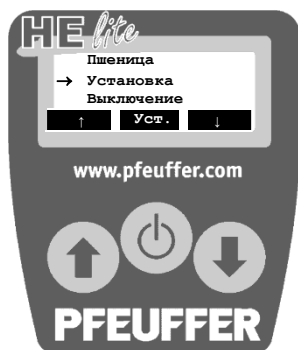 HE lite
Пшеница
→ Установка
Выключение
↑ Уст. ↓
www.pfeuffer.com
PFEUFFER